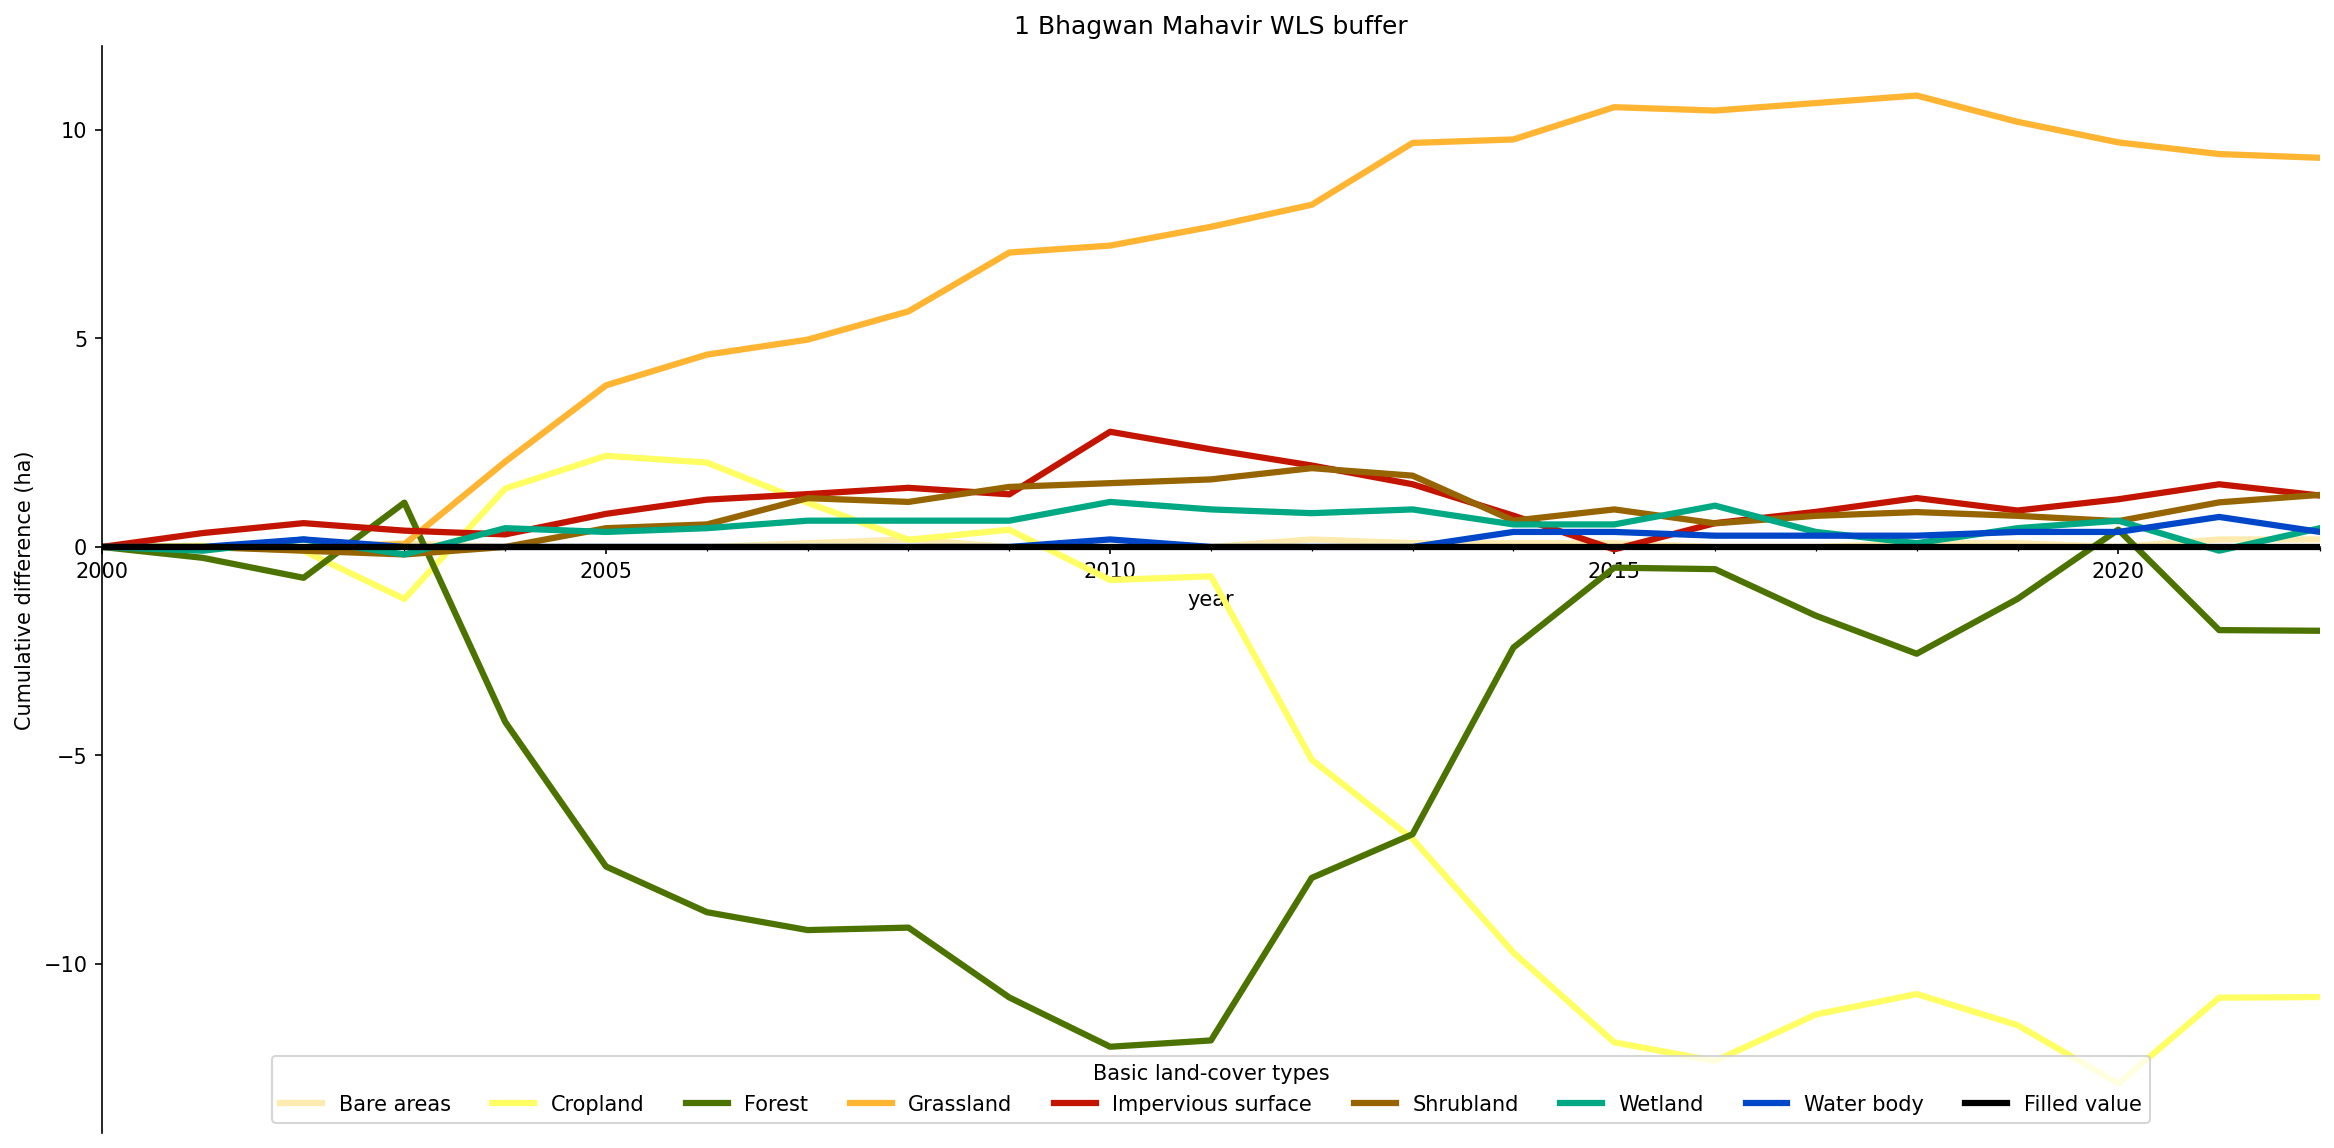 1 Bhagwan Mahavir WLS buffer
Cumulative difference (ha)
10
5
0
−5
−10
2000 2005 2010 2015 2020
year
Basic land-cover types
Bare areas Cropland Forest Grassland Impervious surface Shrubland Wetland Water body Filled value